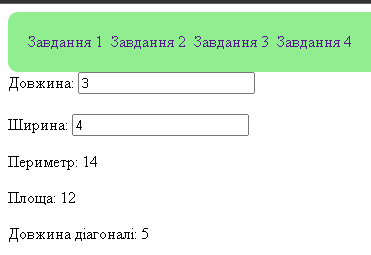 Завдання 1 Завдання 2 Завдання 3 Завдання 4
Довжина: 3
Ширина: 4
Периметр: 14
Площа: 12
Довжина діагоналі: 5